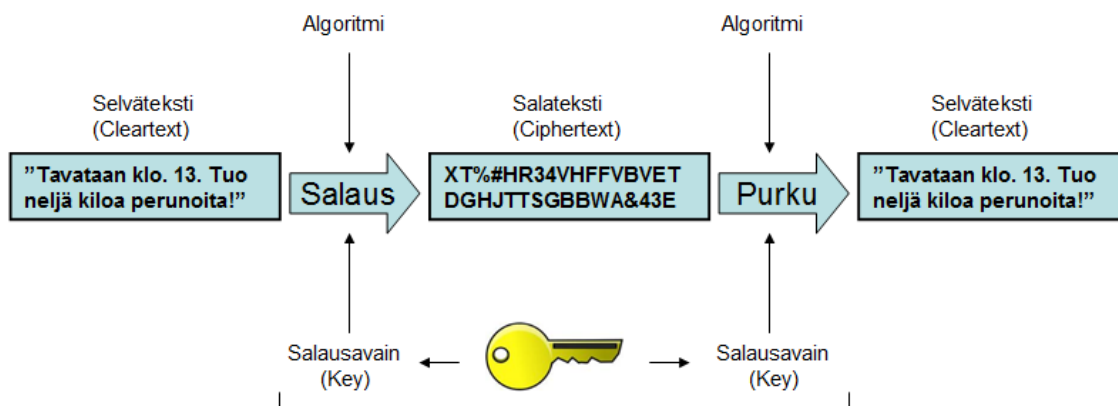 Algoritmi
Algoritmi
Selväteksti
(Cleartext)
Salateksti
(Ciphertext)
Selväteksti
(Cleartext)
”Tavataan klo. 13. Tuo
neljä kiloa perunoita!”
Salaus
XT%#HR34VHFFVBVET
DGHJTTSGBBWA&43E
Purku
”Tavataan klo. 13. Tuo
neljä kiloa perunoita!”
Salausavain
(Key)
Salausavain
(Key)